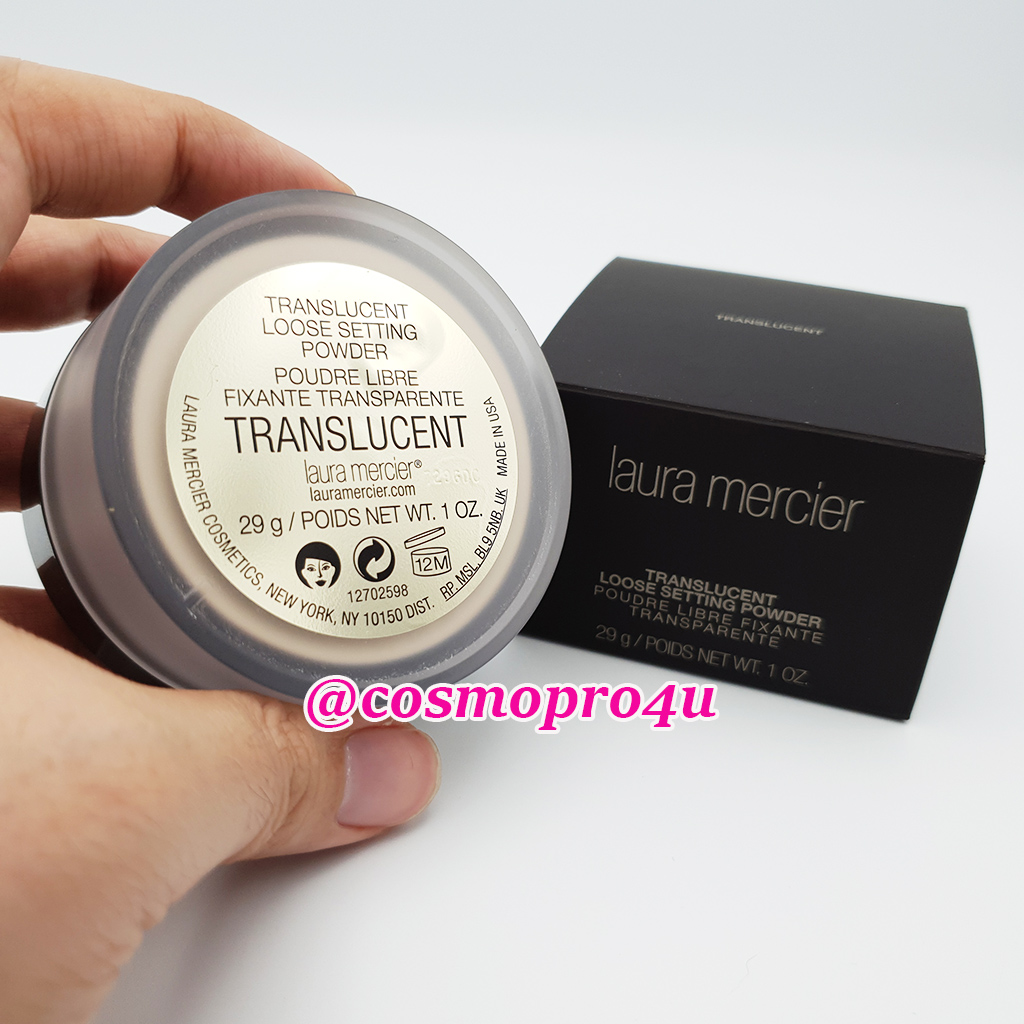 TRANSLUCENT
LOOSE SETTING
POWDER
POUDRE LIBRE
FIXANTE TRANSPARENTE
TRANSLUCENT
laura mercier®
lauramercier.com
29 g / POIDS NET WT. 1 OZ.
12M
12702598
LAURA MERCIER COSMETICS, NEW YORK, NY 10150 DIST. RP. MSL. BL9 5NB. UK MADE IN USA
TRANSLUCENT
laura mercier
TRANSLUCENT
LOOSE SETTING POWDER
POUDRE LIBRE FIXANTE
TRANSPARENTE
29 g / POIDS NET WT. 1 OZ.
@cosmopro4u